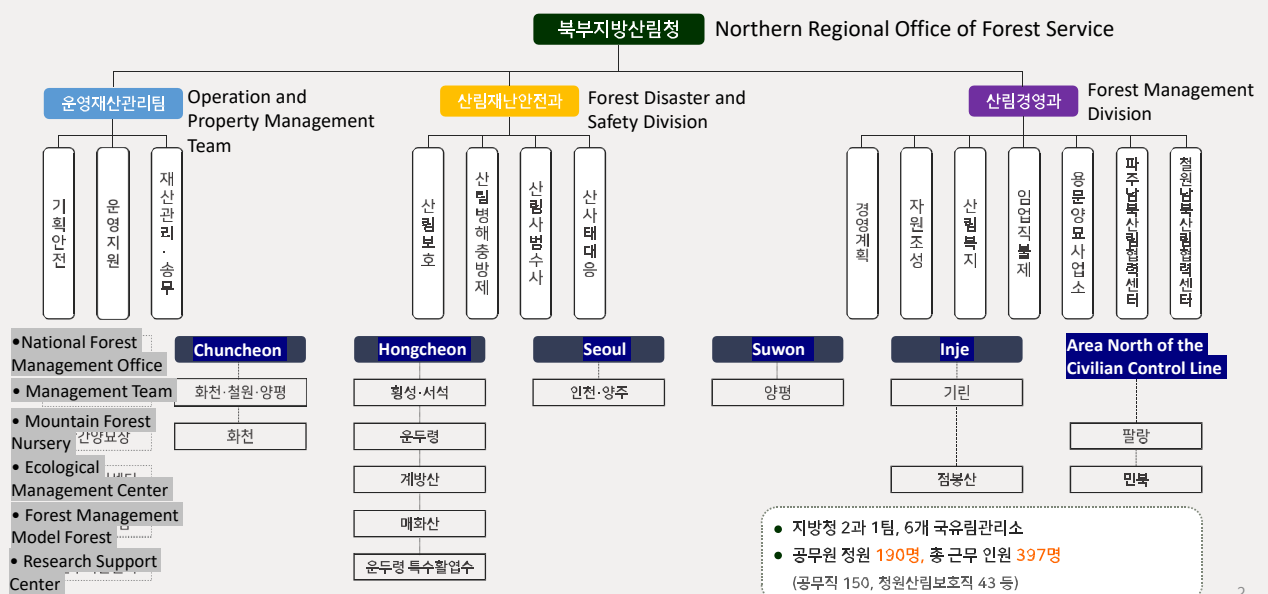 북부지방산림청 Northern Regional Office of Forest Service
운영재산관리팀
Operation and
Property Management
Team
산림재난안전과
Forest Disaster and
Safety Division
산림경영과
Forest Management
Division
기획안전
운영지원
재산관리·송무
산림보호
산림병해충방제
산림사범수사
산사태대응
경영계획
자원조성
산림복지
임업직불제
용문양묘사업소
파주남북산림협력센터
철원남북산림협력센터
•National Forest
Management Office
Chuncheon
Hongcheon
Seoul
Suwon
Inje
Area North of the
Civilian Control Line
• Management Team
화천·철원·양평
횡성·서석
인천·양주
양평
기린
• Mountain Forest
Nursery
간양묘장
화천
운두령
팔랑
• Ecological
Management Center
계방산
점봉산
민북
• Forest Management
Model Forest
매화산
• Research Support
Center
운두령 특수활엽수
● 지방청 2과 1팀, 6개 국유림관리소
● 공무원 정원 190명, 총 근무 인원 397명
(공무직 150, 청원산림보호직 43 등)
2